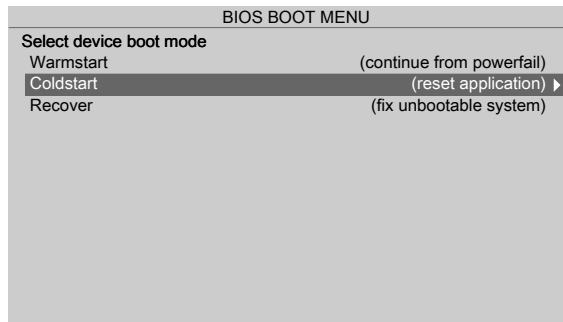 BIOS BOOT MENU
Select device boot mode
Warmstart (continue from powerfail)
Coldstart (reset application)
Recover (fix unbootable system)